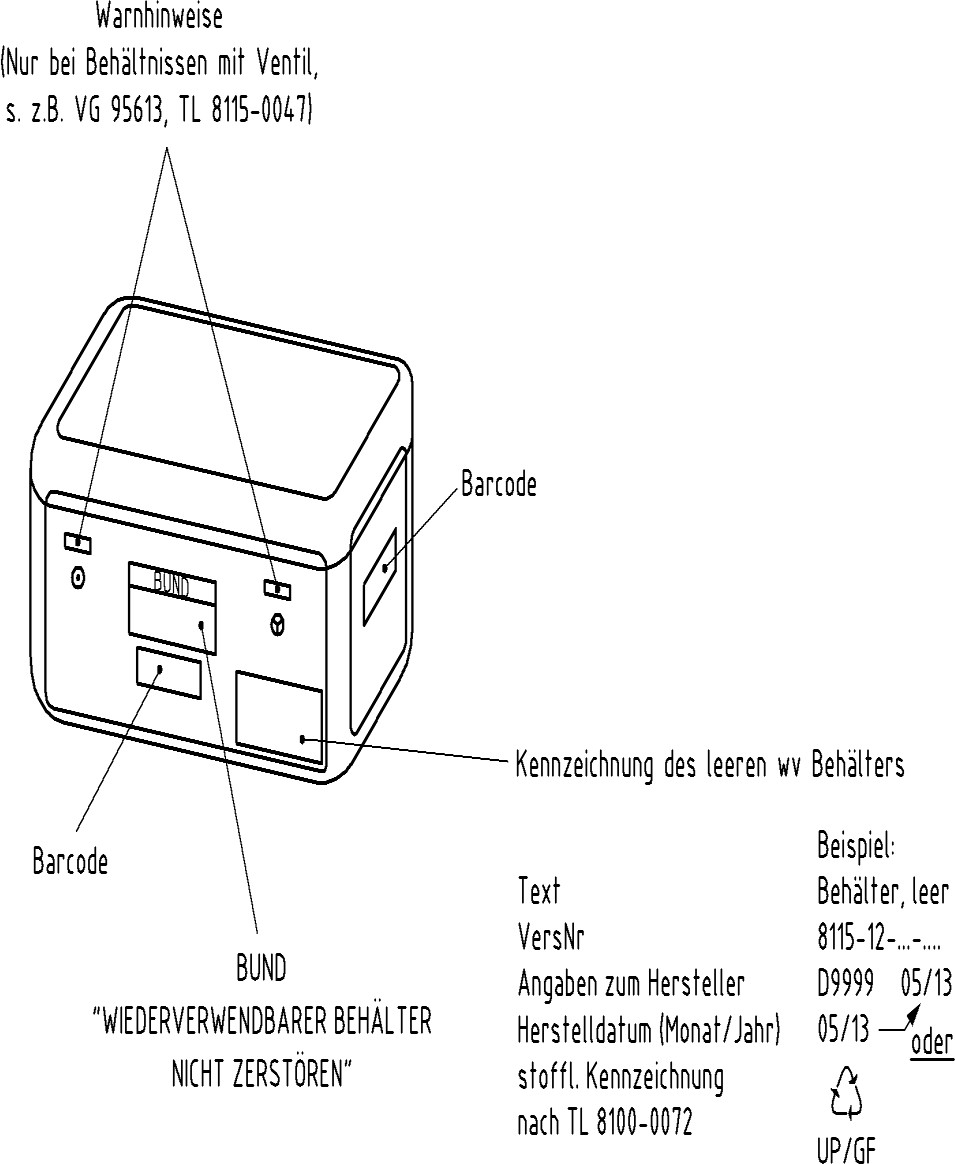 Warnhinweise
(Nur bei Behältnissen mit Ventil,
s. z.B. VG 95613, TL 8115-0047)
Barcode
BUND
Kennzeichnung des leeren wv Behälters
Barcode
BUND
"WIEDERVERWENDBARER BEHÄLTER
NICHT ZERSTÖREN"
Beispiel:
Text Behälter, leer
VersNr 8115-12-...-....
Angaben zum Hersteller D9999 05/13
Herstelldatum (Monat/Jahr) 05/13 oder
stoffl. Kennzeichnung
nach TL 8100-0072
UP/GF